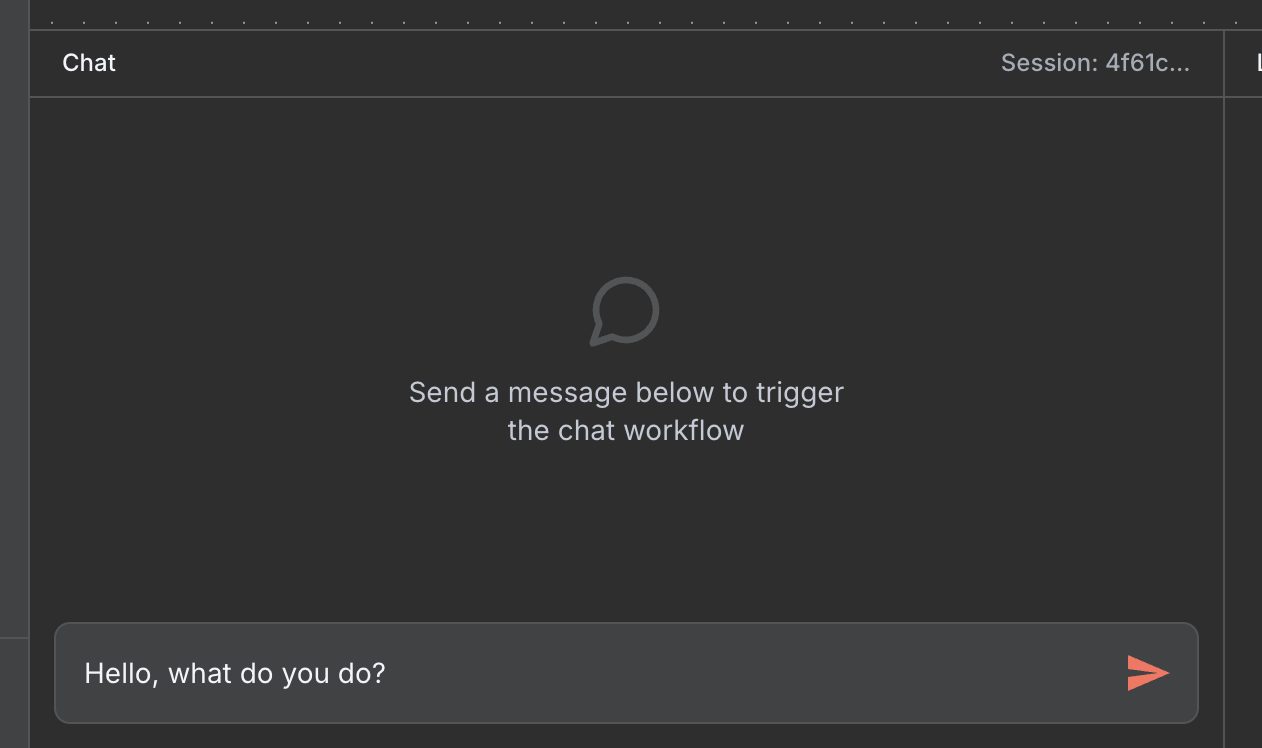 Chat
Session: 4f61c...
Send a message below to trigger
the chat workflow
Hello, what do you do?